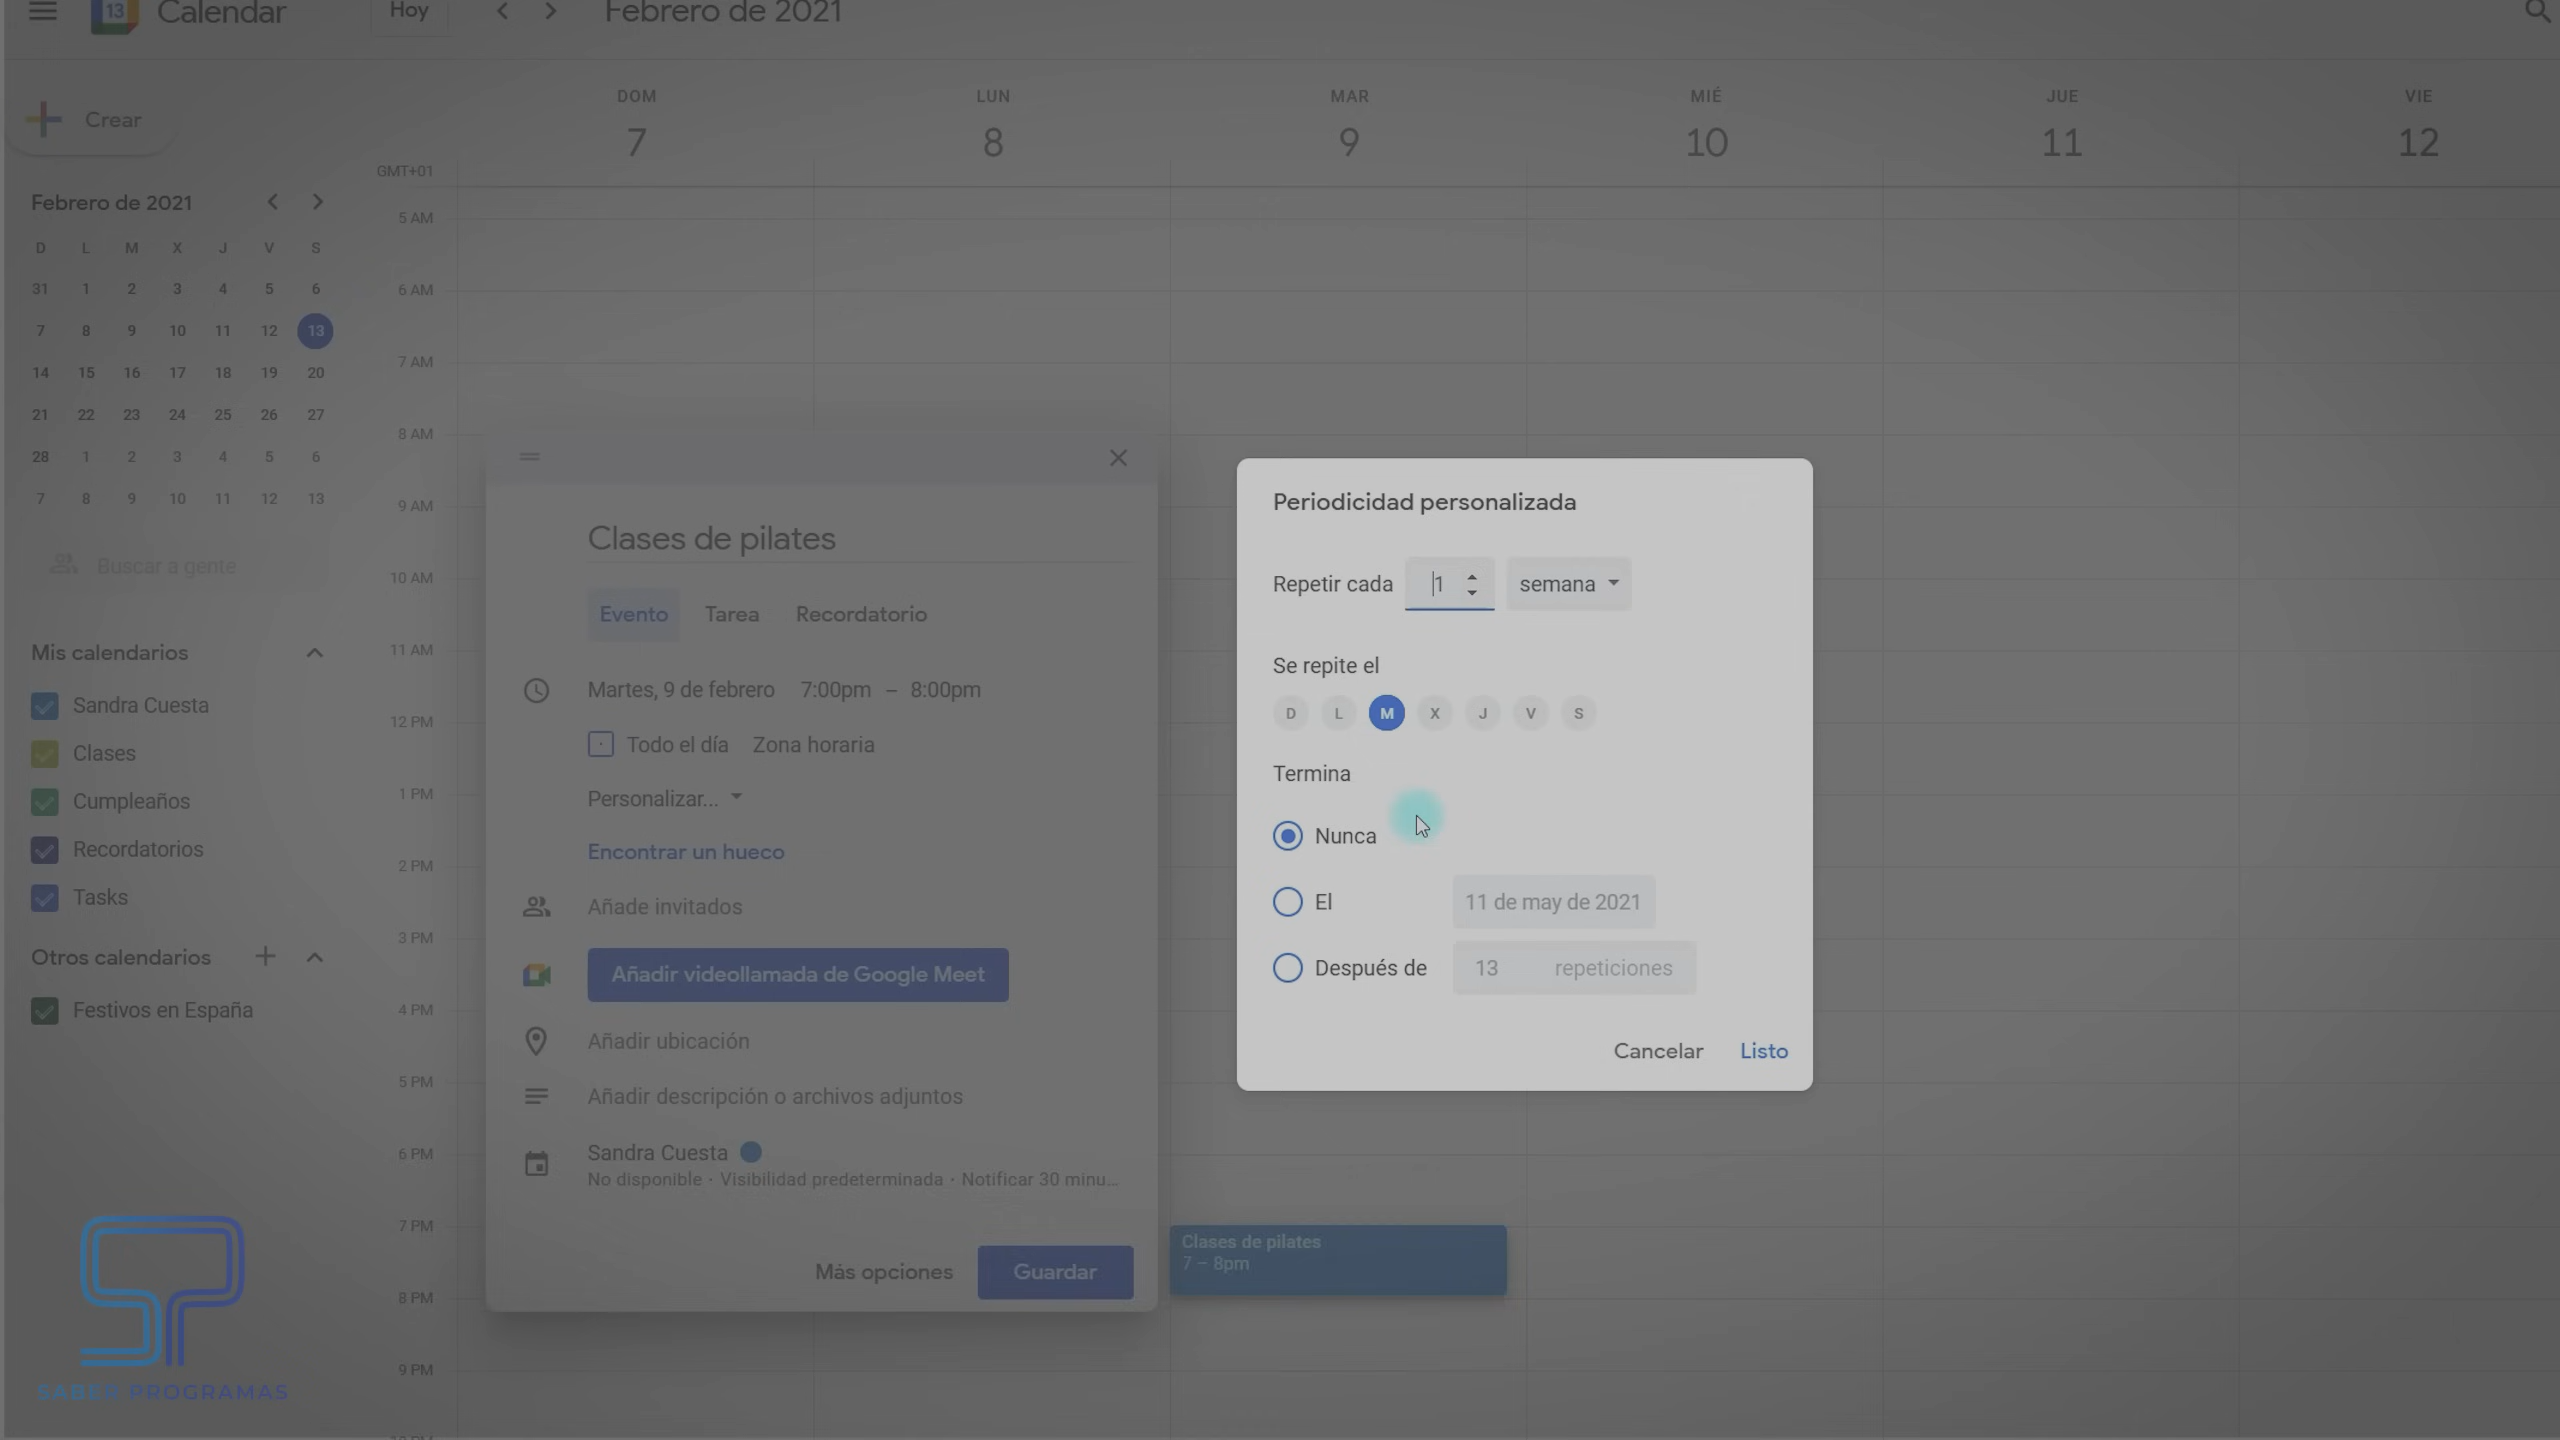 13 Calendar Hoy Febrero de 2021
Crear
DOM LUN MAR MIÉ JUE VIE
7 8 9 10 11 12
GMT+01
Febrero de 2021
D L M X J V S
31 1 2 3 4 5 6
7 8 9 10 11 12 13
14 15 16 17 18 19 20
21 22 23 24 25 26 27
28 1 2 3 4 5 6
7 8 9 10 11 12 13
Buscar a gente
Mis calendarios
Sandra Cuesta
Clases
Cumpleaños
Recordatorios
Tasks
Otros calendarios
Festivos en España
SABER PROGRAMAS
5 AM
6 AM
7 AM
8 AM
9 AM
10 AM
11 AM
12 PM
1 PM
2 PM
3 PM
4 PM
5 PM
6 PM
7 PM
8 PM
9 PM
Clases de pilates
Evento Tarea Recordatorio
Martes, 9 de febrero 7:00pm – 8:00pm
Todo el día Zona horaria
Personalizar...
Encontrar un hueco
Añade invitados
Añadir videollamada de Google Meet
Añadir ubicación
Añadir descripción o archivos adjuntos
Sandra Cuesta
No disponible · Visibilidad predeterminada · Notificar 30 minu...
Más opciones Guardar
Periodicidad personalizada
Repetir cada 1 semana
Se repite el
D L M X J V S
Termina
Nunca
El 11 de may de 2021
Después de 13 repeticiones
Cancelar Listo
Clases de pilates
7 – 8pm